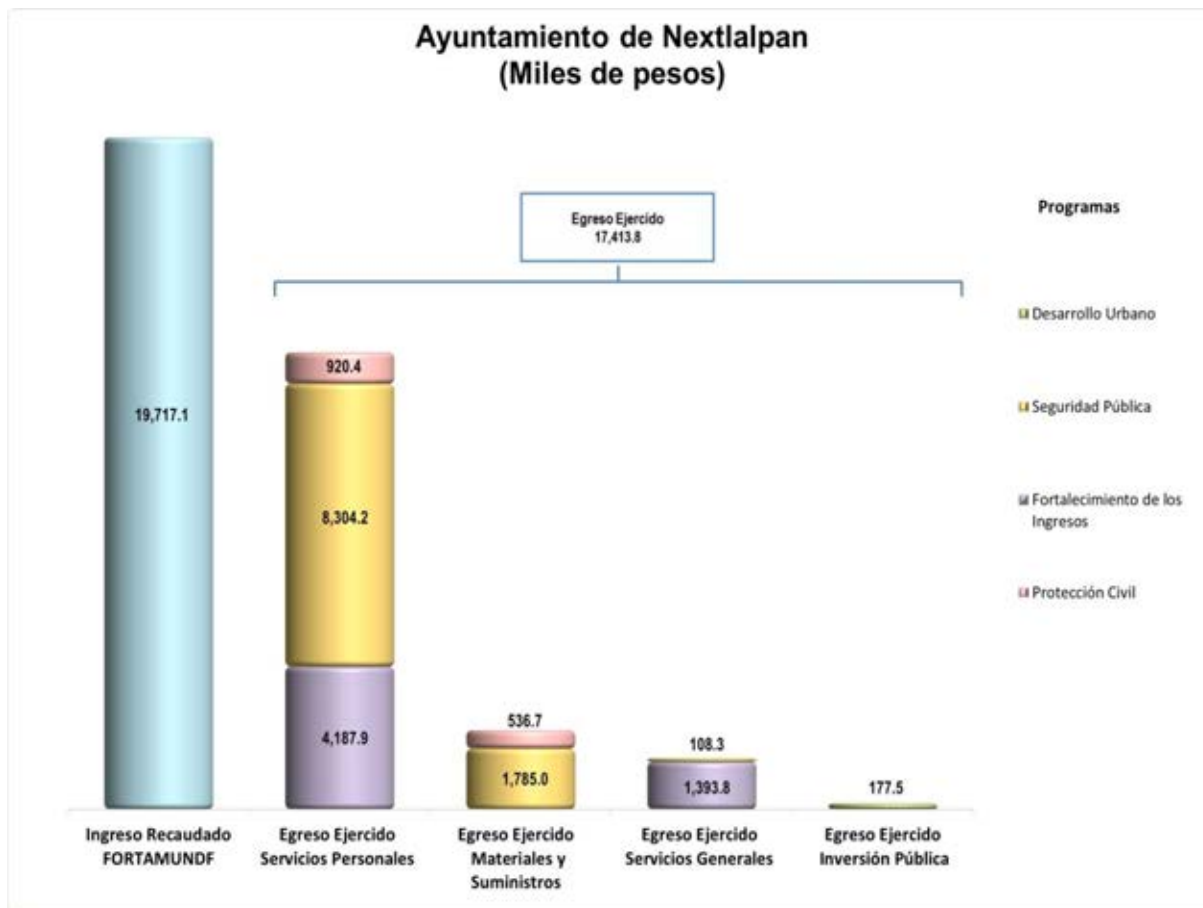 Ayuntamiento de Nextlalpan
(Miles de pesos)
Egreso Ejercido
17,413.8
Programas
Desarrollo Urbano
Seguridad Pública
Fortalecimiento de los
Ingresos
Protección Civil
19,717.1
920.4
8,304.2
4,187.9
536.7
1,785.0
108.3
1,393.8
177.5
Ingreso Recaudado
FORTAMUNDF
Egreso Ejercido
Servicios Personales
Egreso Ejercido
Materiales y
Suministros
Egreso Ejercido
Servicios Generales
Egreso Ejercido
Inversión Pública